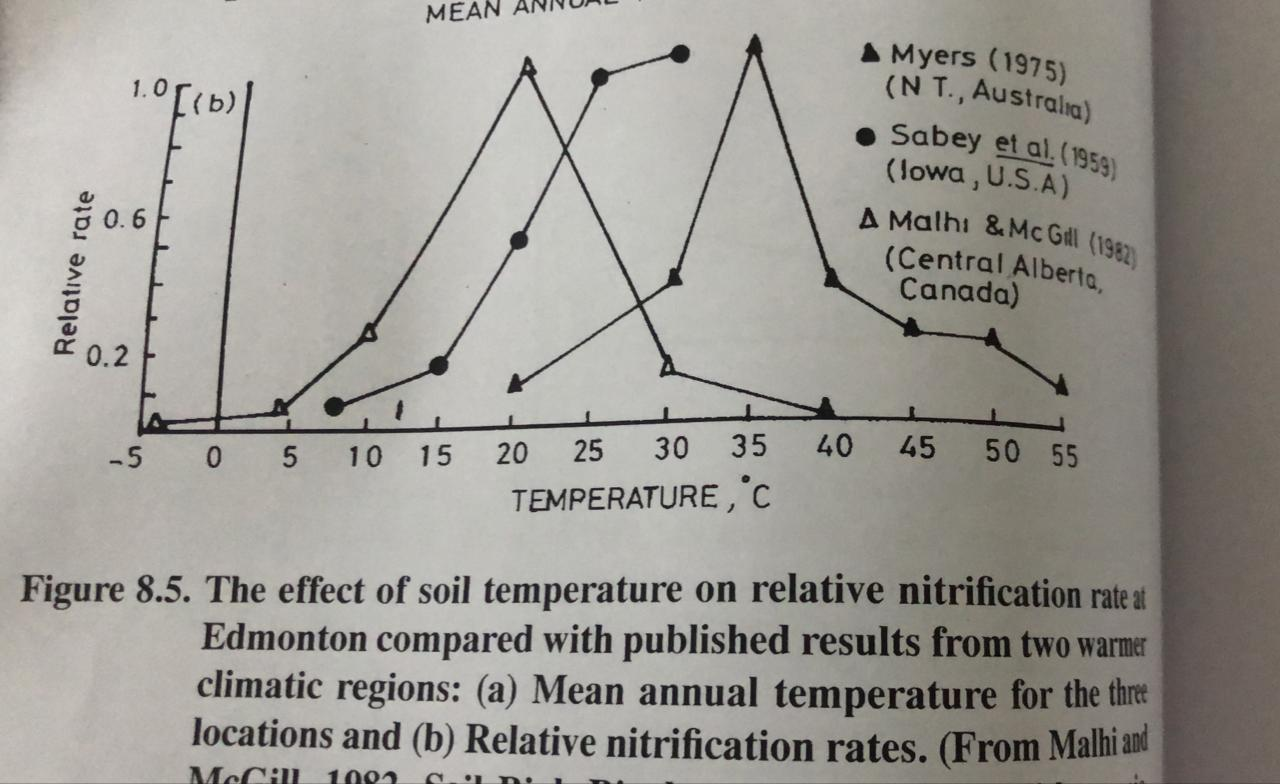 MEAN ANNUAL
1.0
(b)
0.6
0.2
Relative rate
-5 0 5 10 15 20 25 30 35 40 45 50 55
TEMPERATURE, °C
▲ Myers (1975)
(N T., Australia)
● Sabey et al. (1959)
(Iowa, U.S.A)
Δ Malhi & McGill (1982)
(Central Alberta,
Canada)
Figure 8.5. The effect of soil temperature on relative nitrification rate at
Edmonton compared with published results from two warmer
climatic regions: (a) Mean annual temperature for the three
locations and (b) Relative nitrification rates. (From Malhi and
McGill, 1982,